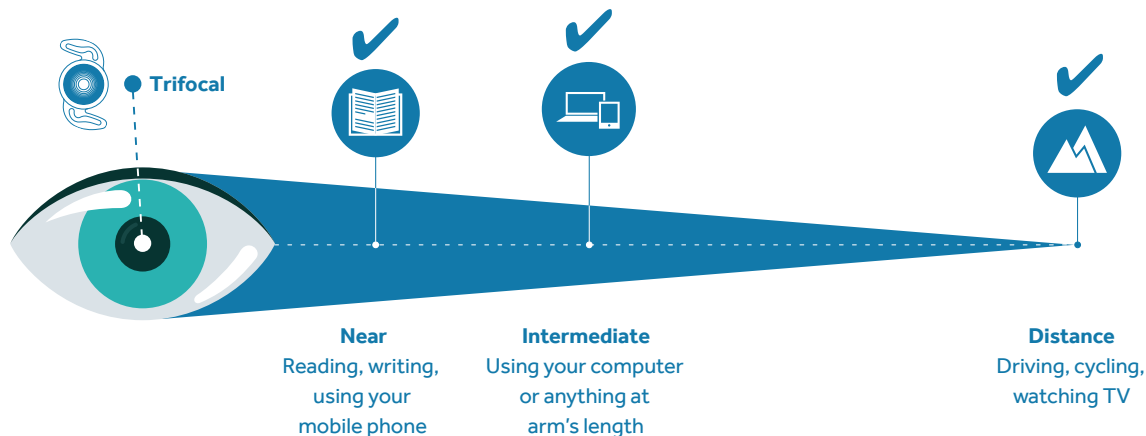 Trifocal
Near
Reading, writing,
using your
mobile phone
Intermediate
Using your computer
or anything at
arm's length
Distance
Driving, cycling,
watching TV